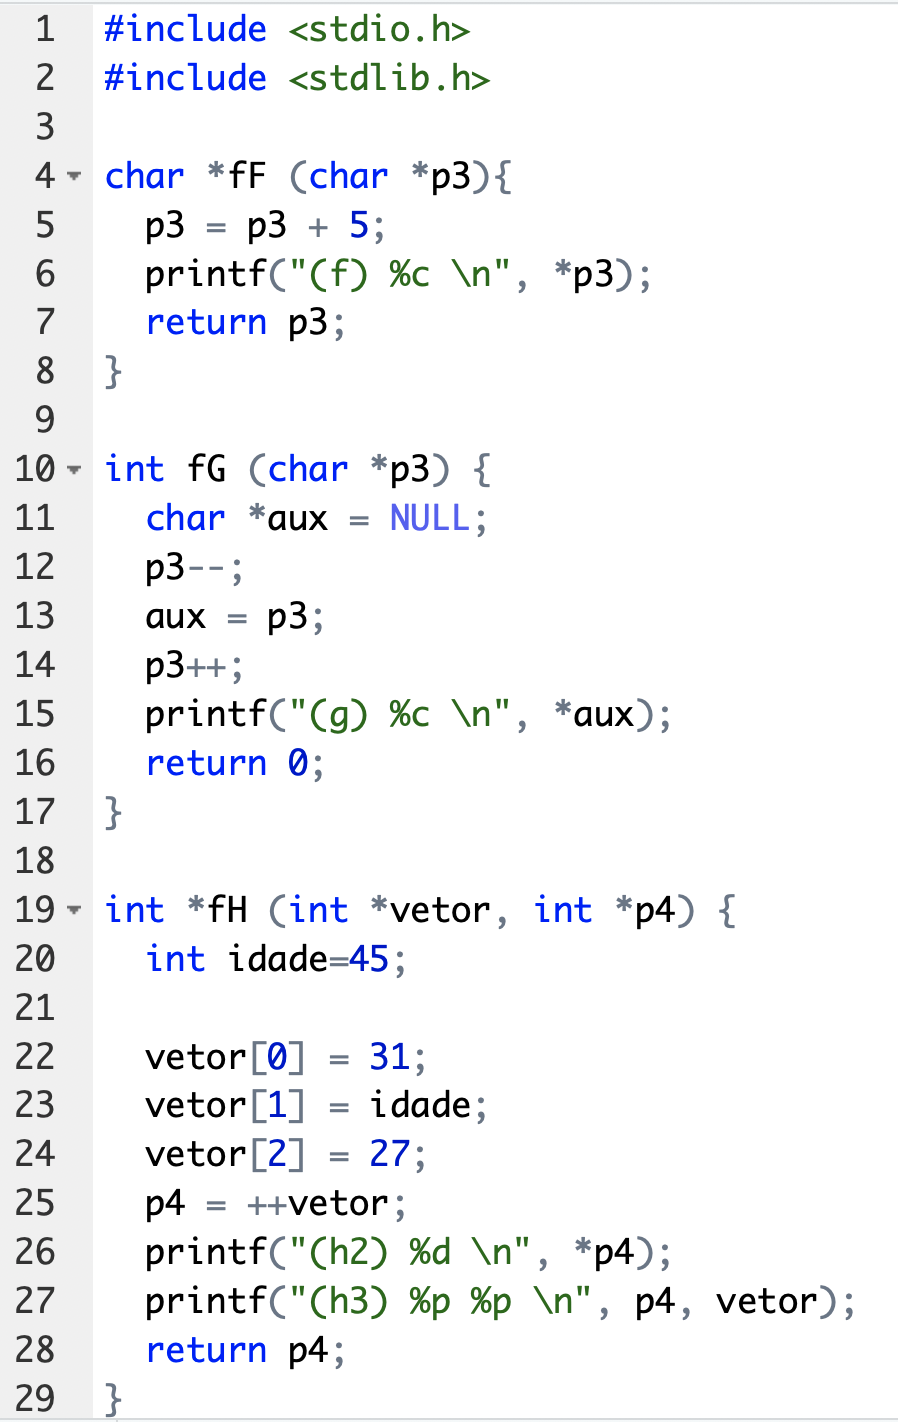 1 #include <stdio.h>
2 #include <stdlib.h>
3
4 char *fF (char *p3){
5   p3 = p3 + 5;
6   printf("(f) %c \n", *p3);
7   return p3;
8 }
9
10 int fG (char *p3) {
11   char *aux = NULL;
12   p3--;
13   aux = p3;
14   p3++;
15   printf("(g) %c \n", *aux);
16   return 0;
17 }
18
19 int *fH (int *vetor, int *p4) {
20   int idade=45;
21
22   vetor[0] = 31;
23   vetor[1] = idade;
24   vetor[2] = 27;
25   p4 = ++vetor;
26   printf("(h2) %d \n", *p4);
27   printf("(h3) %p %p \n", p4, vetor);
28   return p4;
29 }